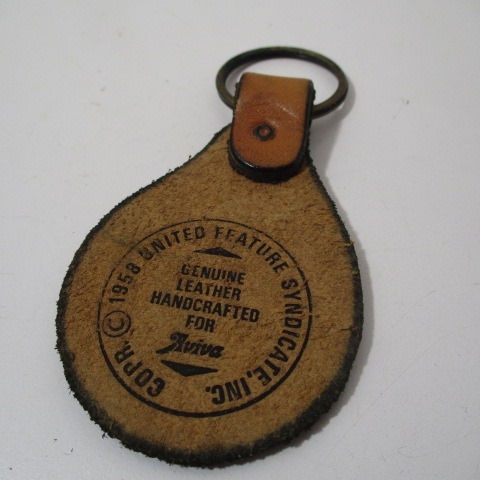 COPR. © 1958 UNITED FEATURE SYNDICATE, INC.
GENUINE
LEATHER
HANDCRAFTED
FOR
Aviva